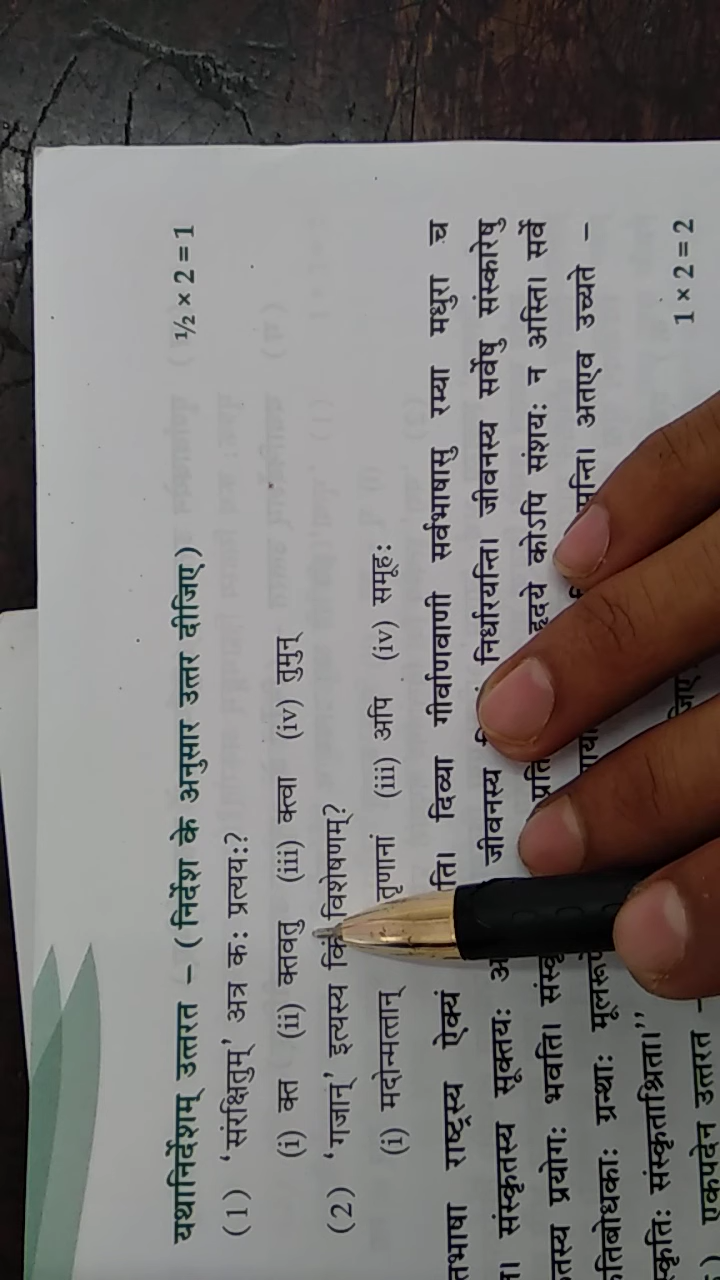 यथानिर्देशम् उत्तरत – ( निर्देश के अनुसार उत्तर दीजिए ) ½ × 2 = 1
(1) 'संरक्षितुम्' अत्र क: प्रत्यय:?
(i) क्त (ii) क्तवतु (iii) क्त्वा (iv) तुमुन्
(2) 'गजान्' इत्यस्य किं विशेषणम्?
(i) मदोन्मत्तान् तृणानां (iii) अपि (iv) समूह:
राष्ट्रस्य ऐक्यं दिव्या गीर्वाणवाणी सर्वभाषासु रम्या मधुरा च
संस्कृतस्य सूक्तय: जीवनस्य निर्धारयन्ति। जीवनस्य सर्वेषु संस्कारेषु
प्रयोग: भवति। हृदये कोऽपि संशय: न अस्ति। सर्वे
ग्रन्था: अतएव उच्यते –
संस्कृताश्रिता।"
एकपदेन उत्तरत – 1 × 2 = 2